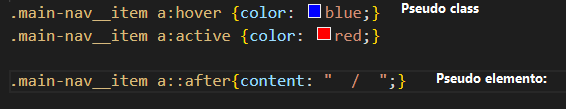 .main-nav__item a:hover {color: blue;} Pseudo class
.main-nav__item a:active {color: red;}
.main-nav__item a::after{content: "  /  ";} Pseudo elemento: